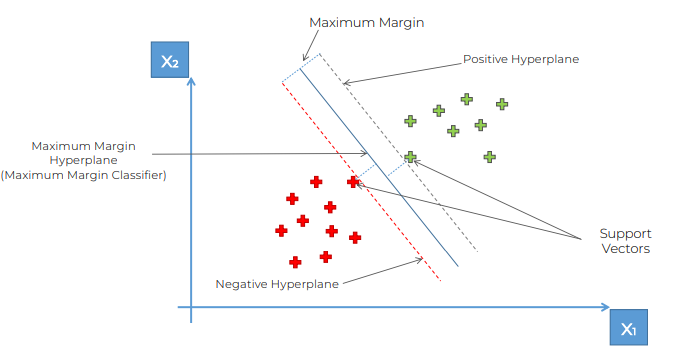 Maximum Margin
X₂
Positive Hyperplane
Maximum Margin
Hyperplane
(Maximum Margin Classifier)
Support
Vectors
Negative Hyperplane
X₁